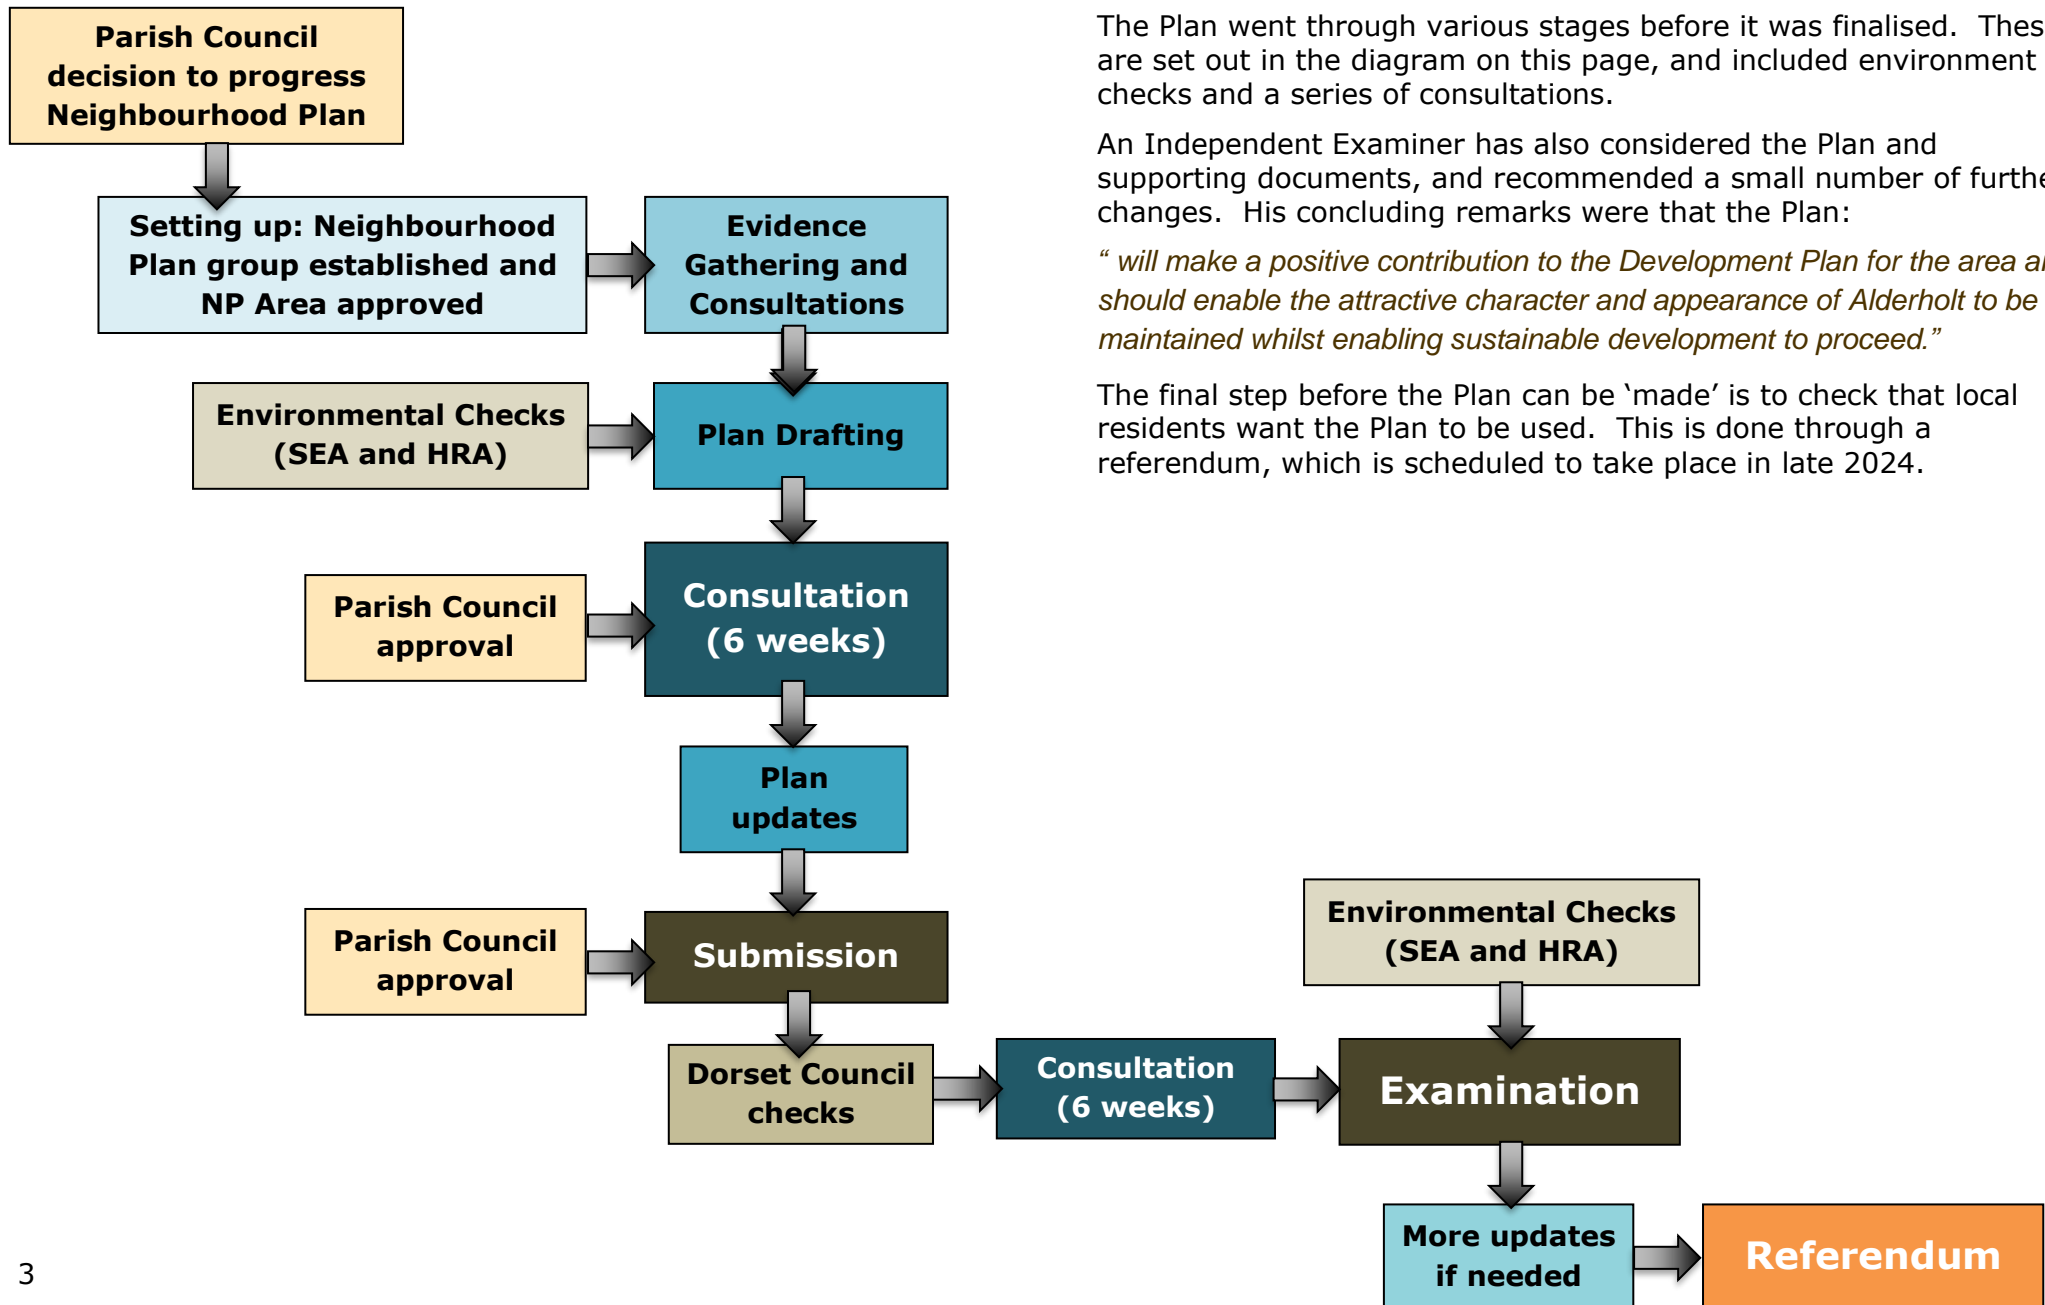 Parish Council
decision to progress
Neighbourhood Plan
Setting up: Neighbourhood
Plan group established and
NP Area approved
Evidence
Gathering and
Consultations
Environmental Checks
(SEA and HRA)
Plan Drafting
Parish Council
approval
Consultation
(6 weeks)
Plan
updates
Parish Council
approval
Submission
Dorset Council
checks
Consultation
(6 weeks)
Environmental Checks
(SEA and HRA)
Examination
More updates
if needed
Referendum
The Plan went through various stages before it was finalised.  Thes
are set out in the diagram on this page, and included environment
checks and a series of consultations.
An Independent Examiner has also considered the Plan and
supporting documents, and recommended a small number of furthe
changes.  His concluding remarks were that the Plan:
“ will make a positive contribution to the Development Plan for the area a
should enable the attractive character and appearance of Alderholt to be
maintained whilst enabling sustainable development to proceed.”
The final step before the Plan can be ‘made’ is to check that local
residents want the Plan to be used.  This is done through a
referendum, which is scheduled to take place in late 2024.
3